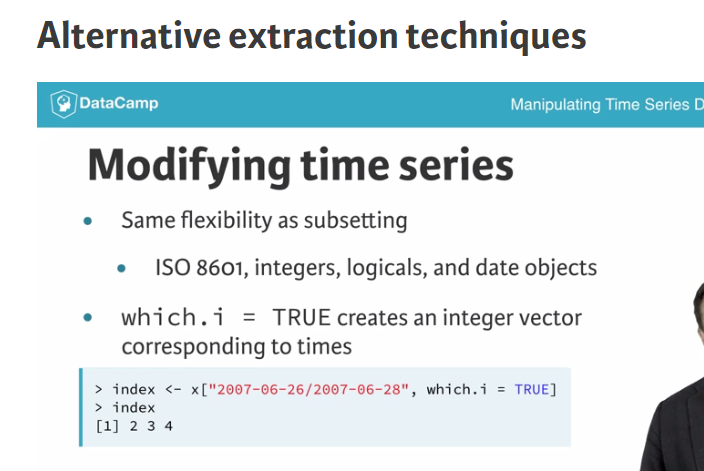 Alternative extraction techniques
DataCamp
Manipulating Time Series D
Modifying time series
• Same flexibility as subsetting
• ISO 8601, integers, logicals, and date objects
• which.i = TRUE creates an integer vector
corresponding to times
> index <- x["2007-06-26/2007-06-28", which.i = TRUE]
> index
[1] 2 3 4